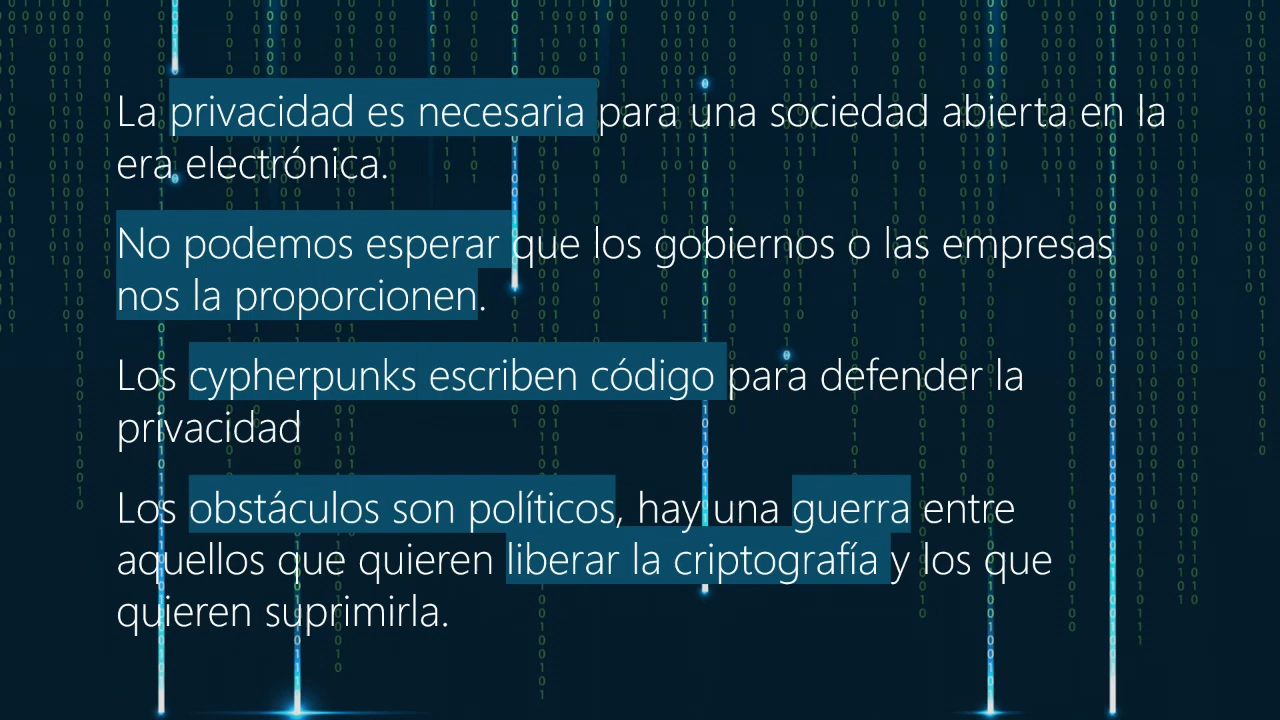 La privacidad es necesaria para una sociedad abierta en la
era electrónica.
No podemos esperar que los gobiernos o las empresas
nos la proporcionen.
Los cypherpunks escriben código para defender la
privacidad
Los obstáculos son políticos, hay una guerra entre
aquellos que quieren liberar la criptografía y los que
quieren suprimirla.